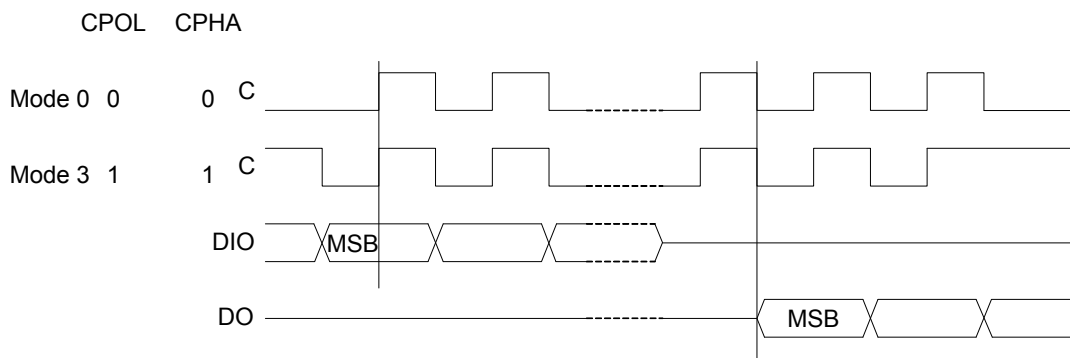 CPOL CPHA
Mode 0 0 0 C
Mode 3 1 1 C
DIO MSB
DO MSB